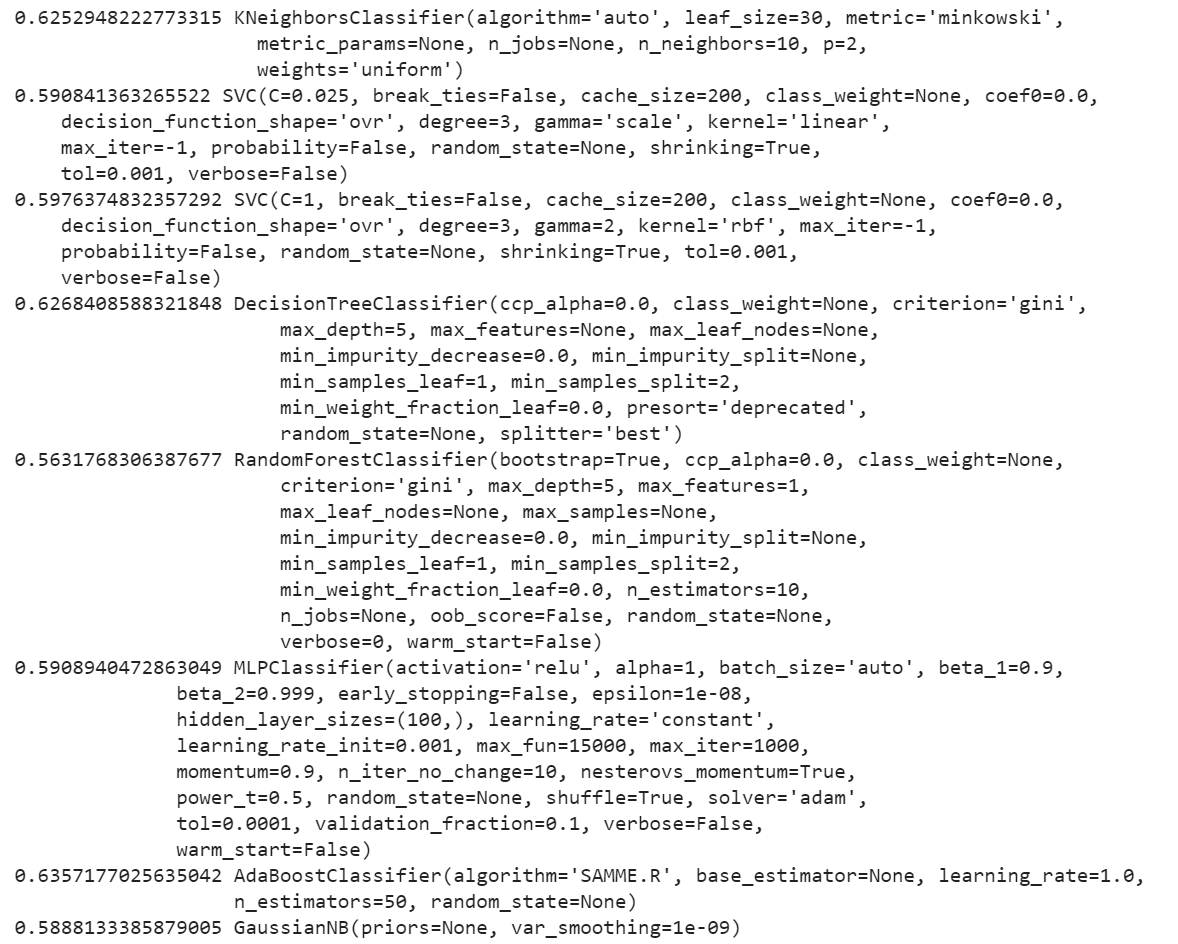 0.6252948222773315 KNeighborsClassifier(algorithm='auto', leaf_size=30, metric='minkowski',
metric_params=None, n_jobs=None, n_neighbors=10, p=2,
weights='uniform')
0.590841363265522 SVC(C=0.025, break_ties=False, cache_size=200, class_weight=None, coef0=0.0,
decision_function_shape='ovr', degree=3, gamma='scale', kernel='linear',
max_iter=-1, probability=False, random_state=None, shrinking=True,
tol=0.001, verbose=False)
0.5976374832357292 SVC(C=1, break_ties=False, cache_size=200, class_weight=None, coef0=0.0,
decision_function_shape='ovr', degree=3, gamma=2, kernel='rbf', max_iter=-1,
probability=False, random_state=None, shrinking=True, tol=0.001,
verbose=False)
0.6268408588321848 DecisionTreeClassifier(ccp_alpha=0.0, class_weight=None, criterion='gini',
max_depth=5, max_features=None, max_leaf_nodes=None,
min_impurity_decrease=0.0, min_impurity_split=None,
min_samples_leaf=1, min_samples_split=2,
min_weight_fraction_leaf=0.0, presort='deprecated',
random_state=None, splitter='best')
0.5631768306387677 RandomForestClassifier(bootstrap=True, ccp_alpha=0.0, class_weight=None,
criterion='gini', max_depth=5, max_features=1,
max_leaf_nodes=None, max_samples=None,
min_impurity_decrease=0.0, min_impurity_split=None,
min_samples_leaf=1, min_samples_split=2,
min_weight_fraction_leaf=0.0, n_estimators=10,
n_jobs=None, oob_score=False, random_state=None,
verbose=0, warm_start=False)
0.5908940472863049 MLPClassifier(activation='relu', alpha=1, batch_size='auto', beta_1=0.9,
beta_2=0.999, early_stopping=False, epsilon=1e-08,
hidden_layer_sizes=(100,), learning_rate='constant',
learning_rate_init=0.001, max_fun=15000, max_iter=1000,
momentum=0.9, n_iter_no_change=10, nesterovs_momentum=True,
power_t=0.5, random_state=None, shuffle=True, solver='adam',
tol=0.0001, validation_fraction=0.1, verbose=False,
warm_start=False)
0.6357177025635042 AdaBoostClassifier(algorithm='SAMME.R', base_estimator=None, learning_rate=1.0,
n_estimators=50, random_state=None)
0.5888133385879005 GaussianNB(priors=None, var_smoothing=1e-09)